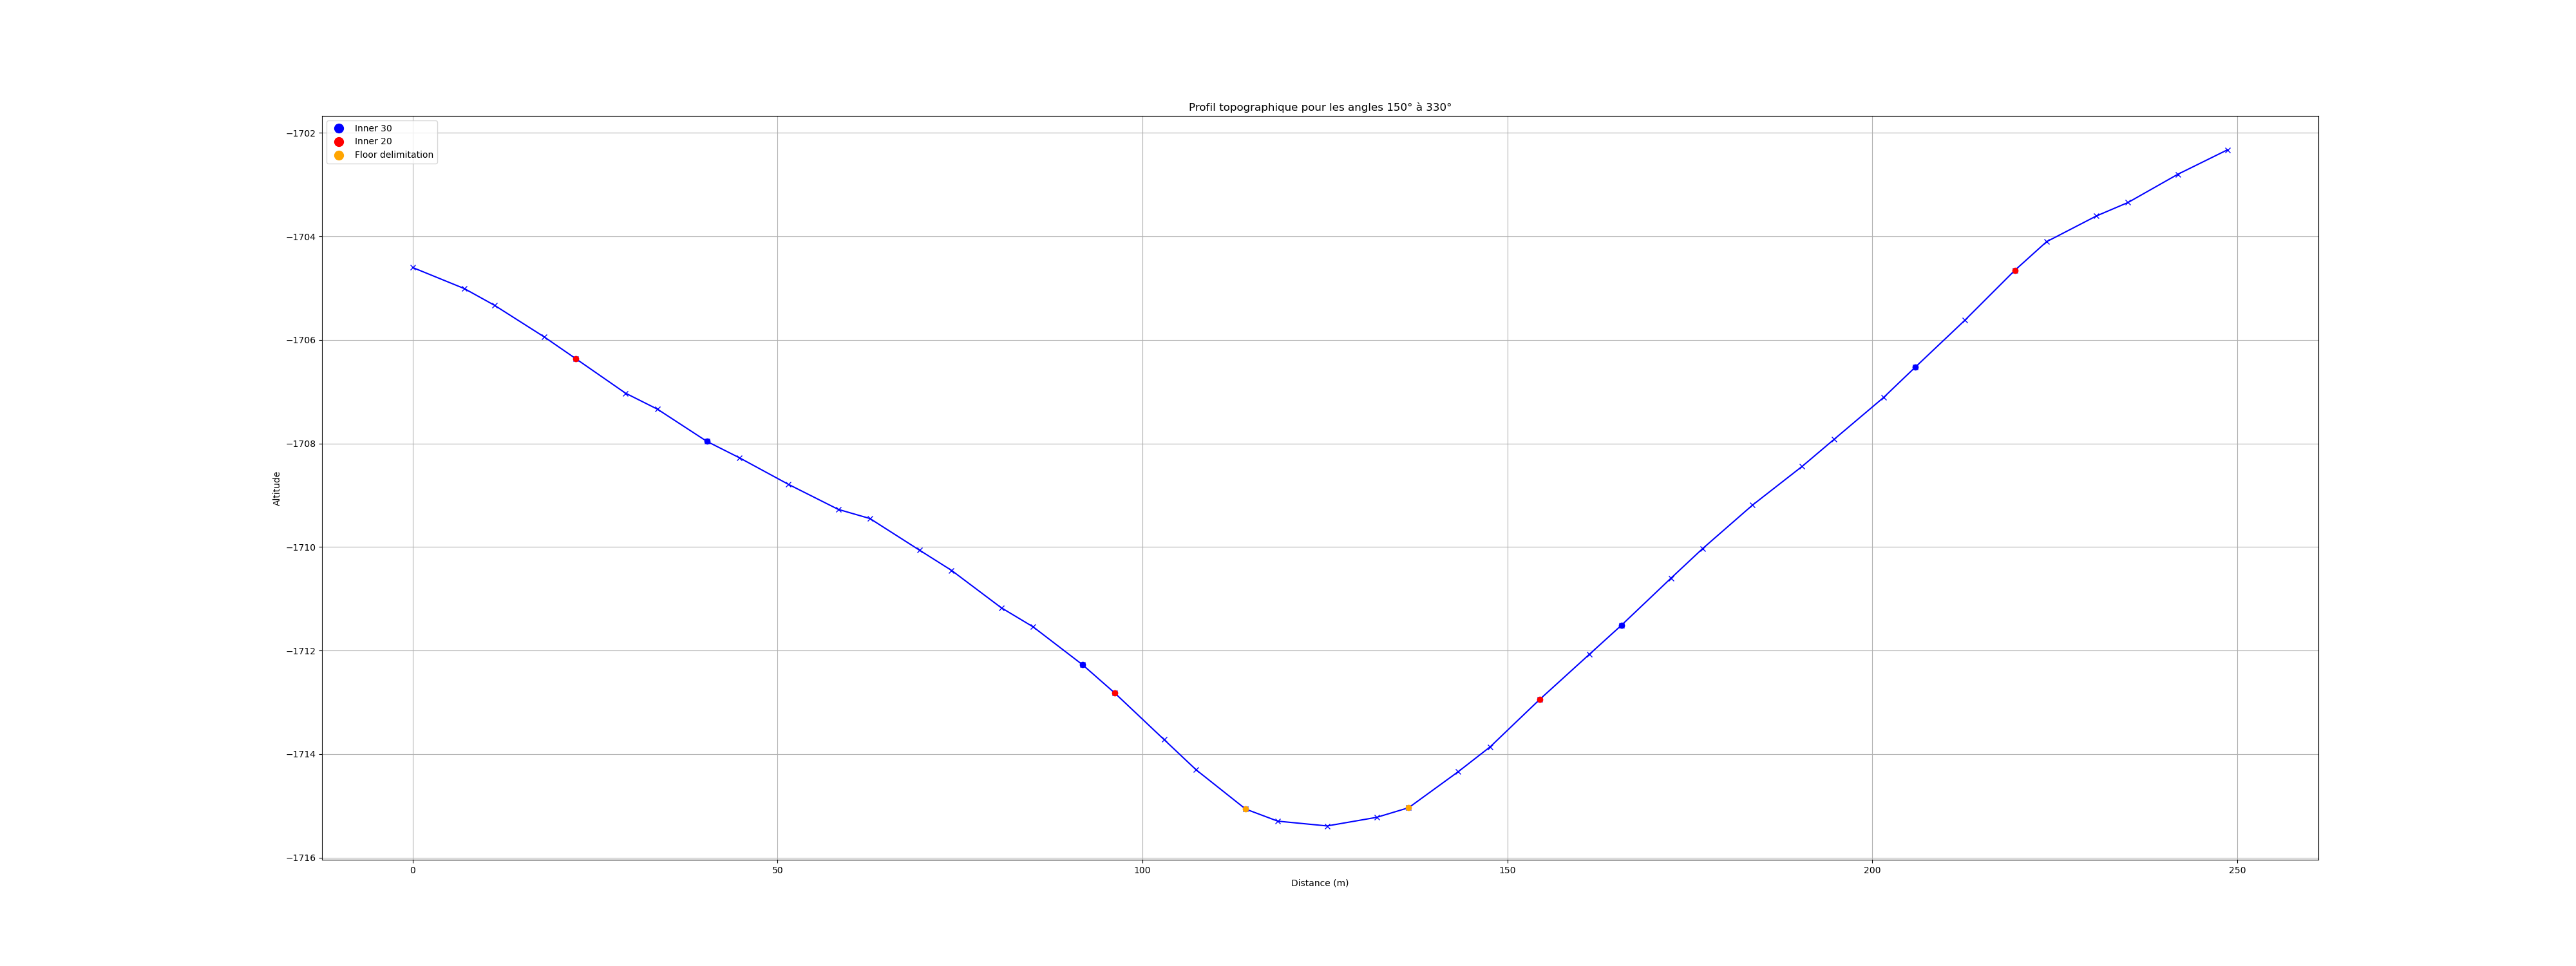 Profil topographique pour les angles 150° à 330°
Inner 30
Inner 20
Floor delimitation
−1702
−1704
−1706
−1708
−1710
−1712
−1714
−1716
Altitude
0 50 100 150 200 250
Distance (m)